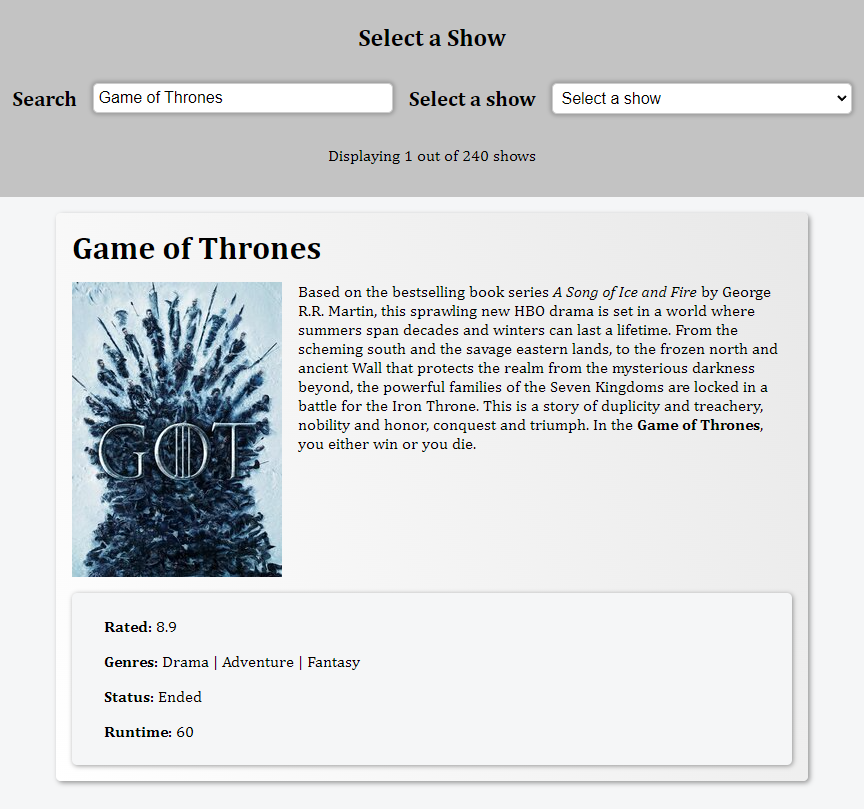 Select a Show
Search Game of Thrones Select a show Select a show
Displaying 1 out of 240 shows
Game of Thrones
Based on the bestselling book series A Song of Ice and Fire by George
R.R. Martin, this sprawling new HBO drama is set in a world where
summers span decades and winters can last a lifetime. From the
scheming south and the savage eastern lands, to the frozen north and
ancient Wall that protects the realm from the mysterious darkness
beyond, the powerful families of the Seven Kingdoms are locked in a
battle for the Iron Throne. This is a story of duplicity and treachery,
nobility and honor, conquest and triumph. In the Game of Thrones,
you either win or you die.
GOT
Rated: 8.9
Genres: Drama | Adventure | Fantasy
Status: Ended
Runtime: 60